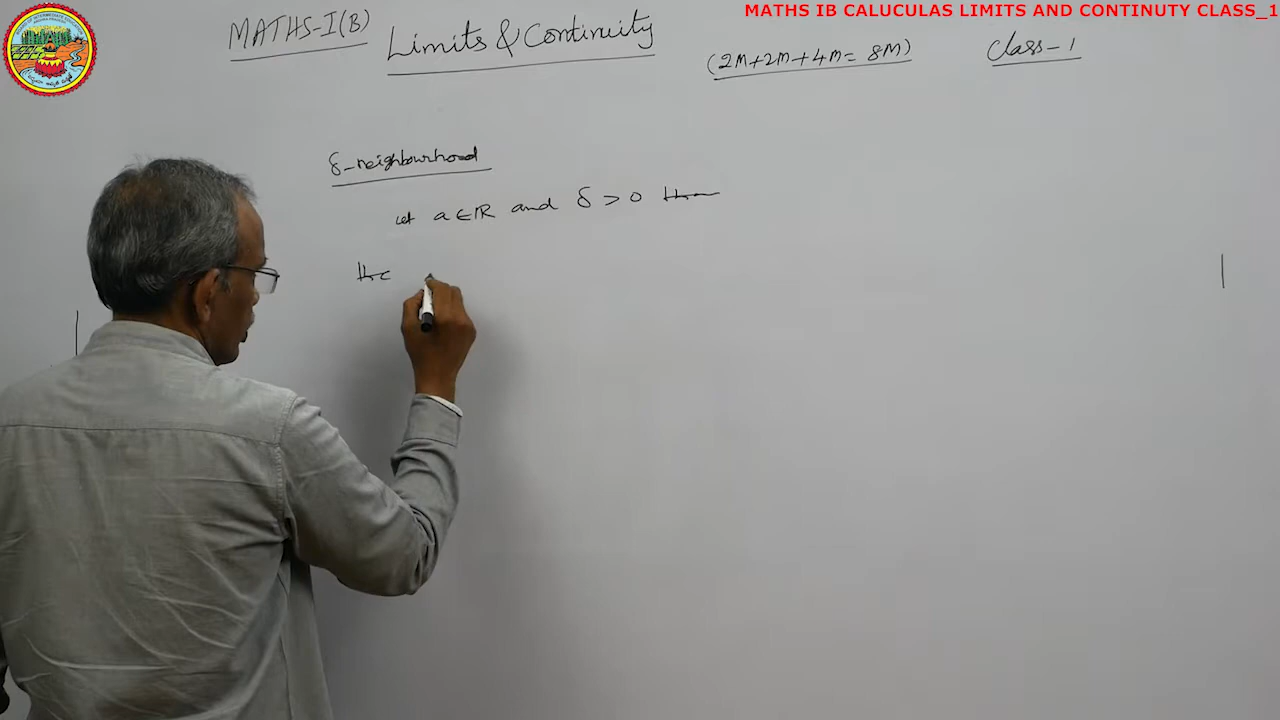 MATHS IB CALUCULAS LIMITS AND CONTINUTY CLASS_1
MATHS-I(B) Limits & Continuity (2M+2M+4M = 8M) Class-1
δ-neighbourhood
Let a ∈ R and δ > 0 then
the